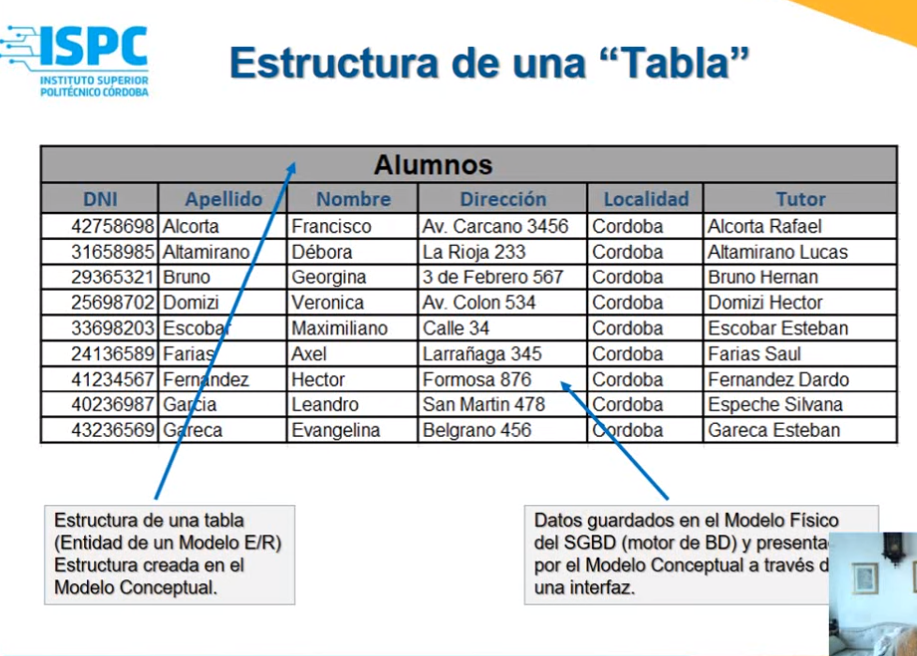 ISPC
INSTITUTO SUPERIOR
POLITÉCNICO CÓRDOBA
Estructura de una “Tabla”
Alumnos
DNI Apellido Nombre Dirección Localidad Tutor
42758698 Alcorta Francisco Av. Carcano 3456 Cordoba Alcorta Rafael
31658985 Altamirano Débora La Rioja 233 Cordoba Altamirano Lucas
29365321 Bruno Georgina 3 de Febrero 567 Cordoba Bruno Hernan
25698702 Domizi Veronica Av. Colon 534 Cordoba Domizi Hector
33698203 Escobar Maximiliano Calle 34 Cordoba Escobar Esteban
24136589 Farias Axel Larrañaga 345 Cordoba Farias Saul
41234567 Fernandez Hector Formosa 876 Cordoba Fernandez Dardo
40236987 Garcia Leandro San Martin 478 Cordoba Espeche Silvana
43236569 Gareca Evangelina Belgrano 456 Cordoba Gareca Esteban
Estructura de una tabla
(Entidad de un Modelo E/R)
Estructura creada en el
Modelo Conceptual.
Datos guardados en el Modelo Físico
del SGBD (motor de BD) y
por el Modelo Conceptual a través
una interfaz.